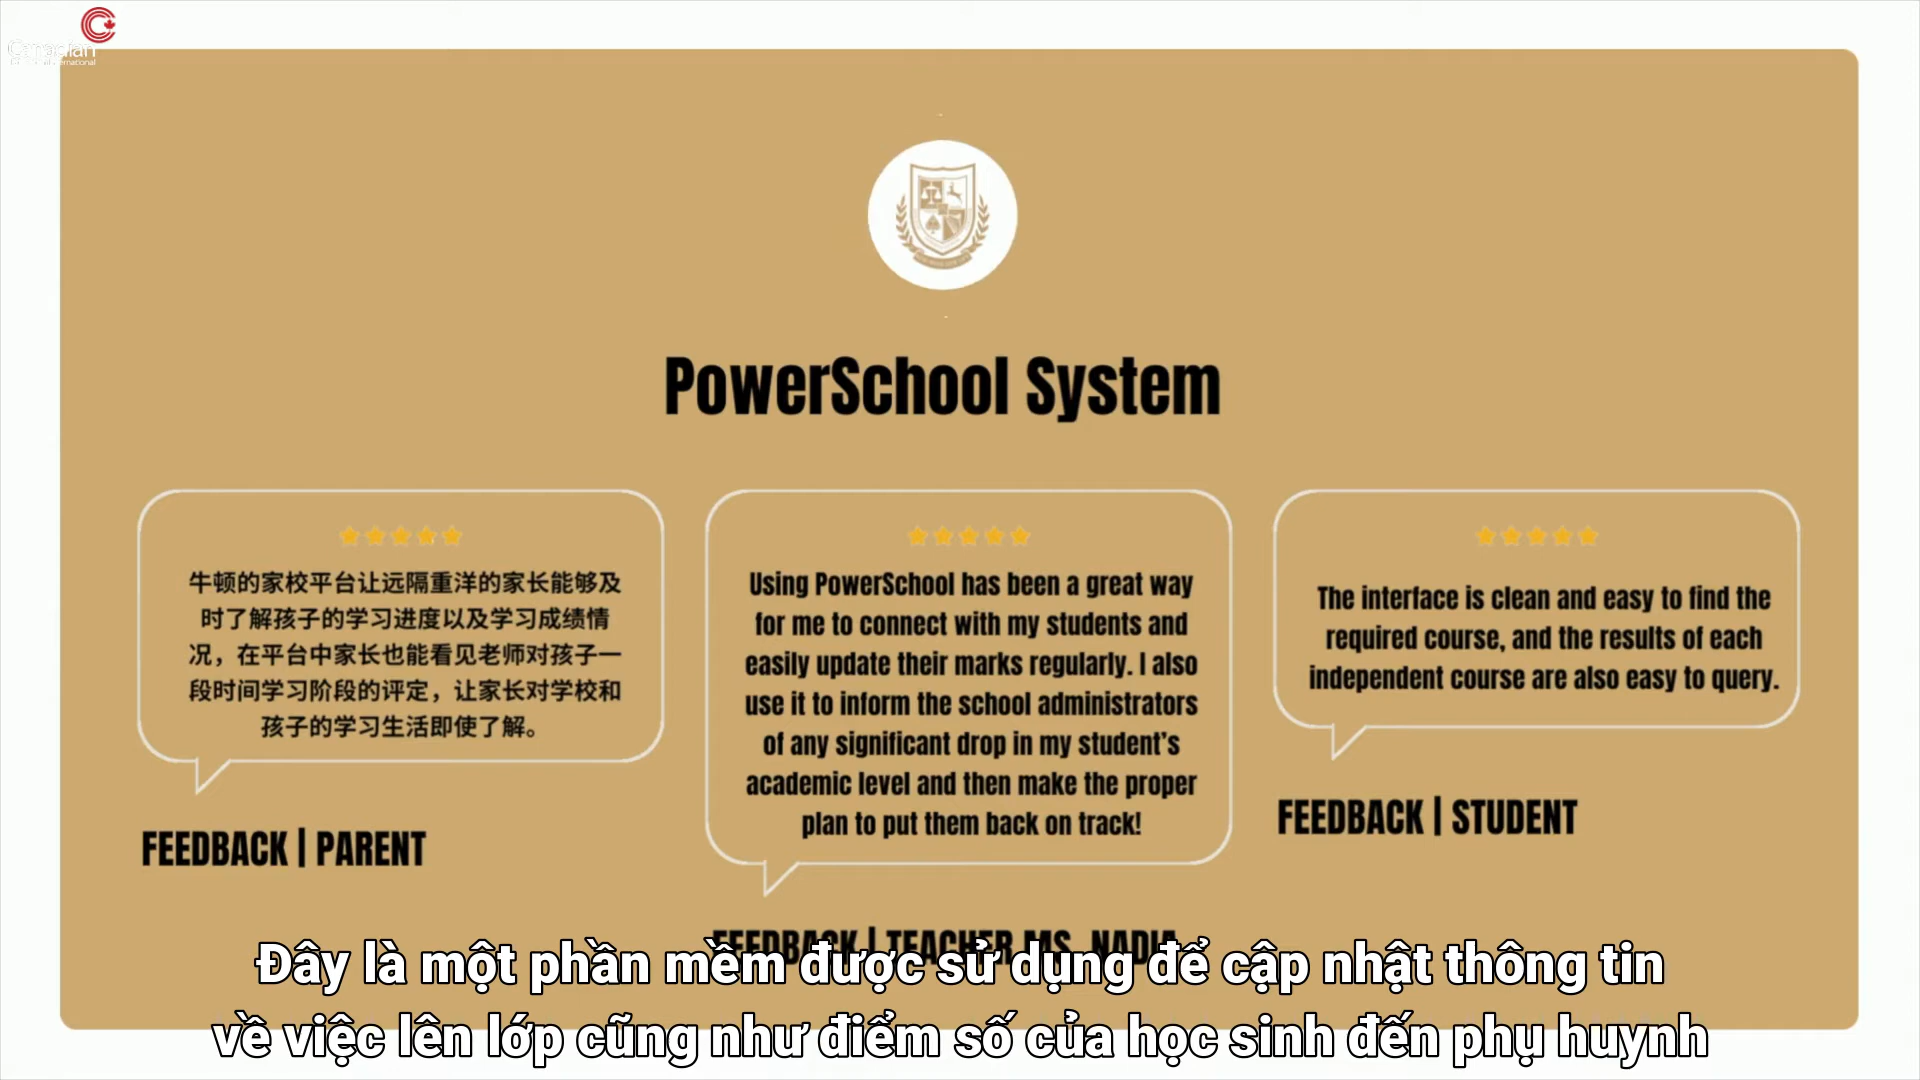 Canadian
PowerSchool System
牛顿的家校平台让远隔重洋的家长能够及
时了解孩子的学习进度以及学习成绩情
况，在平台中家长也能看见老师对孩子一
段时间学习阶段的评定，让家长对学校和
孩子的学习生活即使了解。
FEEDBACK | PARENT
Using PowerSchool has been a great way
for me to connect with my students and
easily update their marks regularly. I also
use it to inform the school administrators
of any significant drop in my student’s
academic level and then make the proper
plan to put them back on track!
FEEDBACK | TEACHER MS. NADIA
The interface is clean and easy to find the
required course, and the results of each
independent course are also easy to query.
FEEDBACK | STUDENT
Đây là một phần mềm được sử dụng để cập nhật thông tin
về việc lên lớp cũng như điểm số của học sinh đến phụ huynh